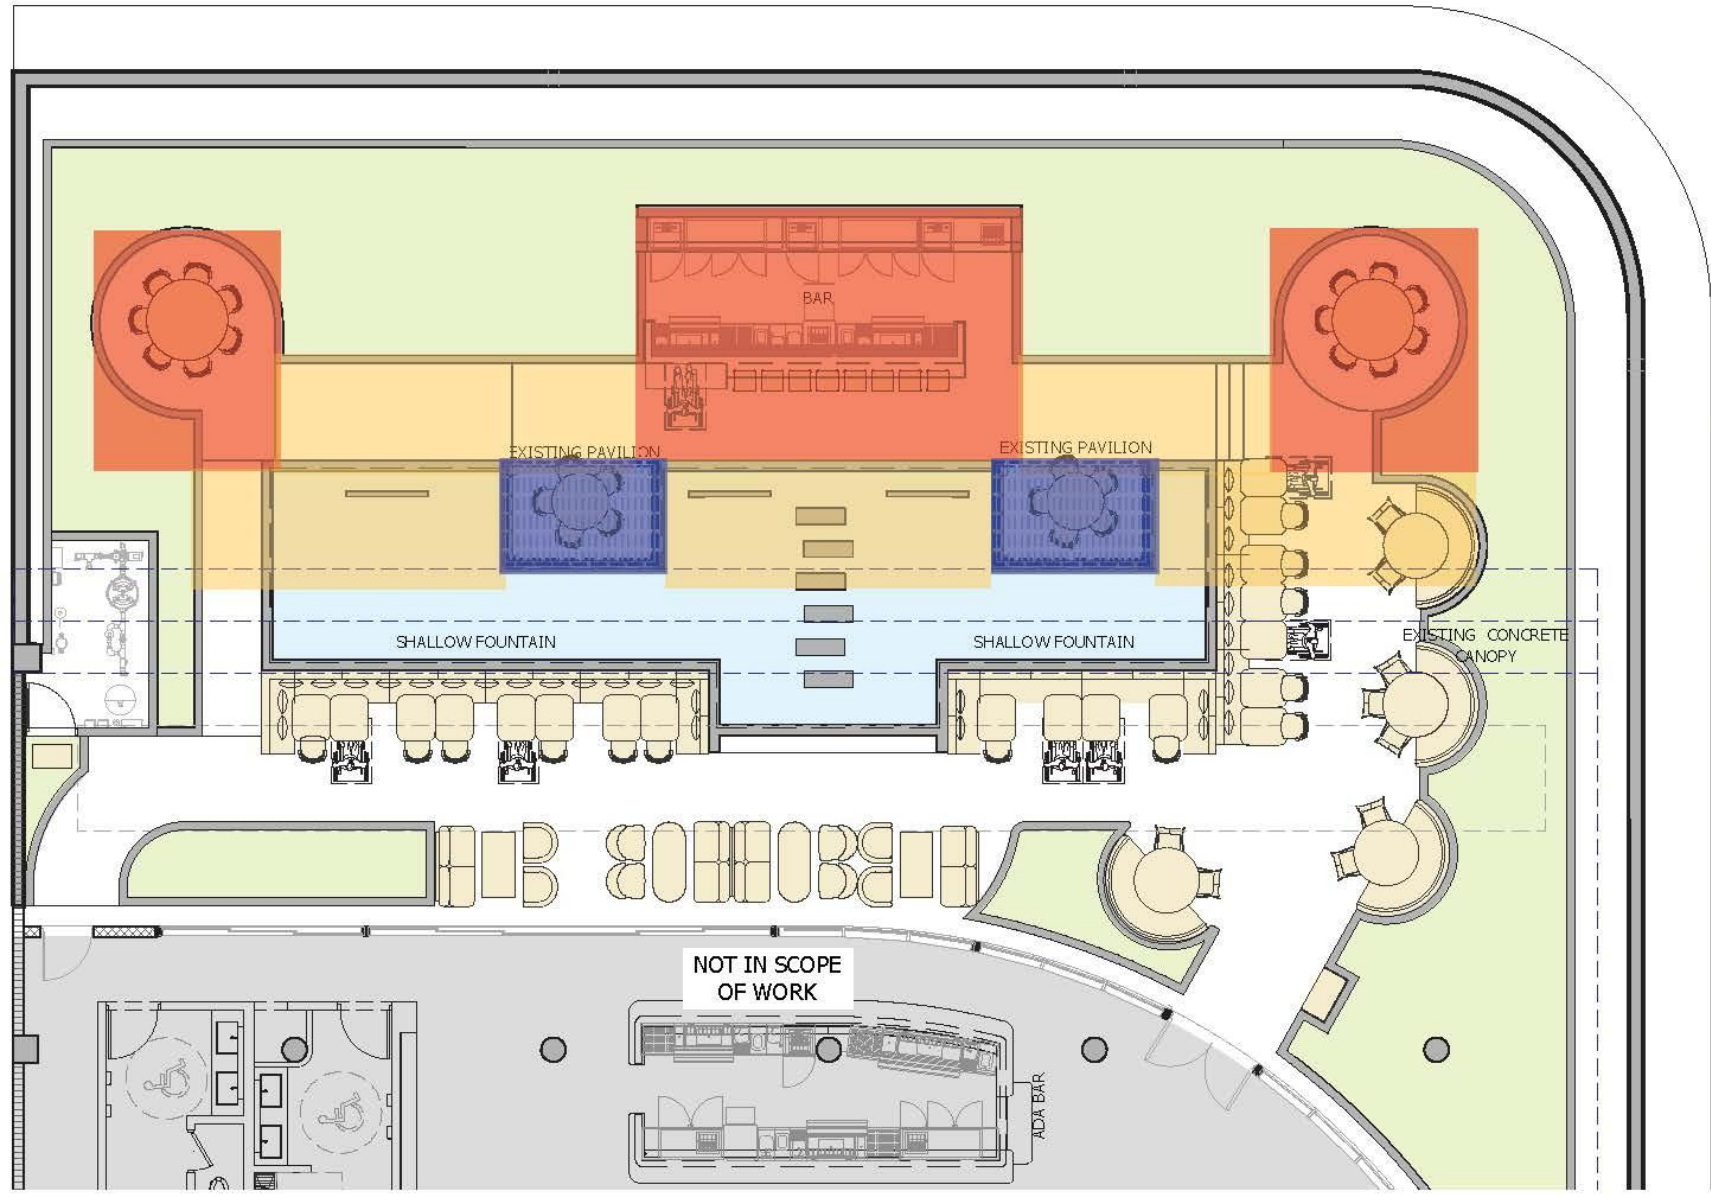 BAR
EXISTING PAVILION
EXISTING PAVILION
SHALLOW FOUNTAIN
SHALLOW FOUNTAIN
EXISTING CONCRETE
CANOPY
NOT IN SCOPE
OF WORK
ADA BAR